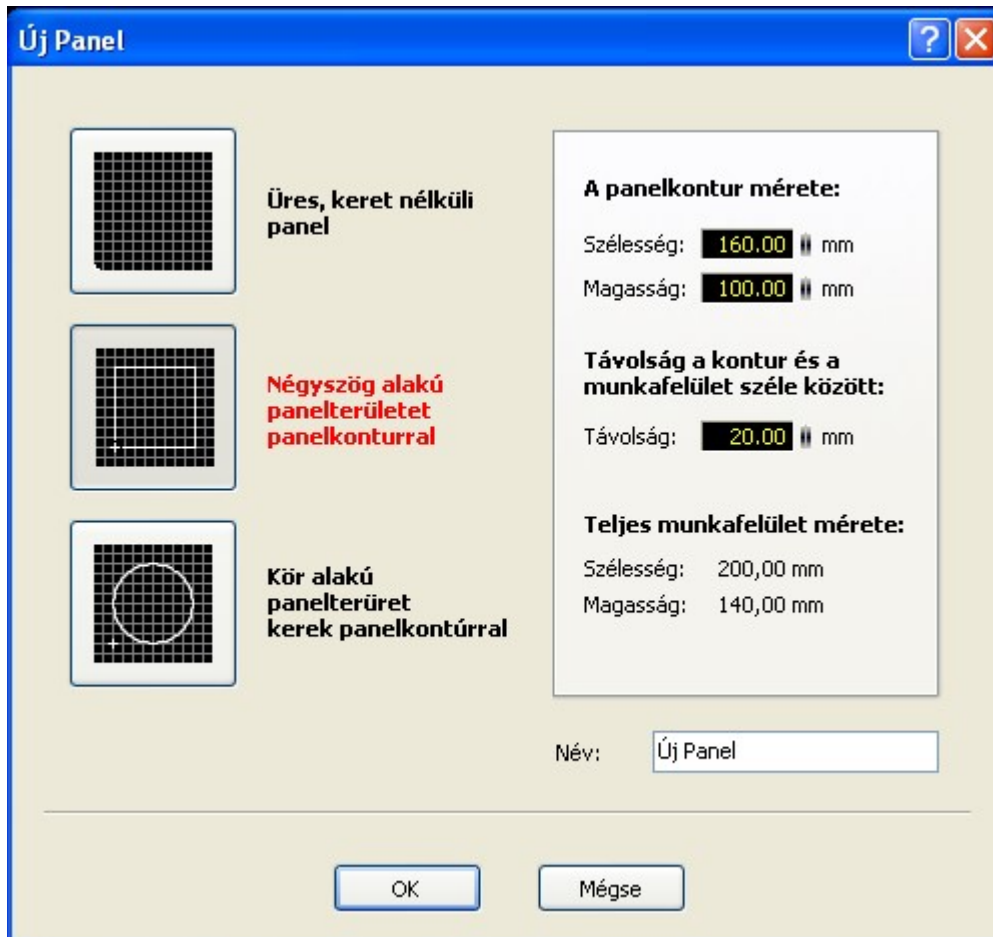 Új Panel
Üres, keret nélküli
panel
Négyszög alakú
panelterületet
panelkonturral
Kör alakú
panelterüret
kerek panelkontúrral
A panelkontur mérete:
Szélesség: 160.00 mm
Magasság: 100.00 mm
Távolság a kontur és a
munkafelület széle között:
Távolság: 20.00 mm
Teljes munkafelület mérete:
Szélesség: 200,00 mm
Magasság: 140,00 mm
Név: Új Panel
OK Mégse